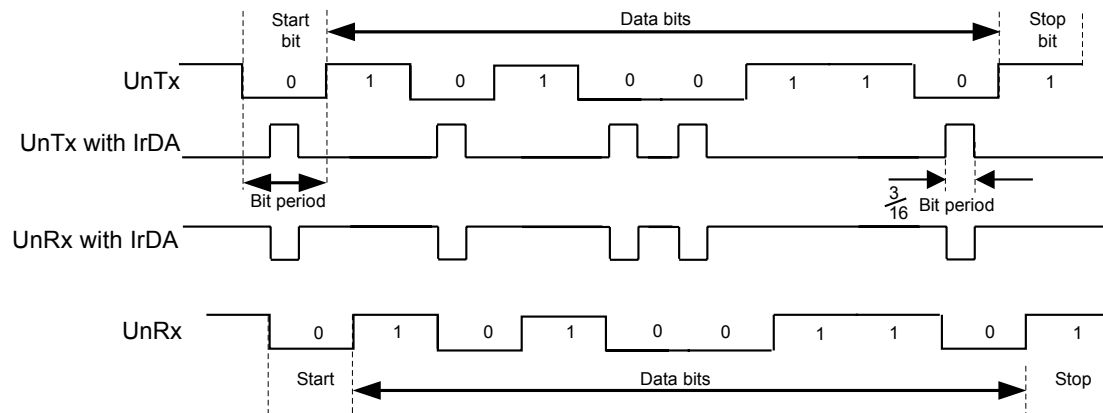 Start
bit
Data bits
Stop
bit
UnTx
0 1 0 1 0 0 1 1 0 1
UnTx with IrDA
Bit period
3/16 Bit period
UnRx with IrDA
UnRx
0 1 0 1 0 0 1 1 0 1
Start
Data bits
Stop